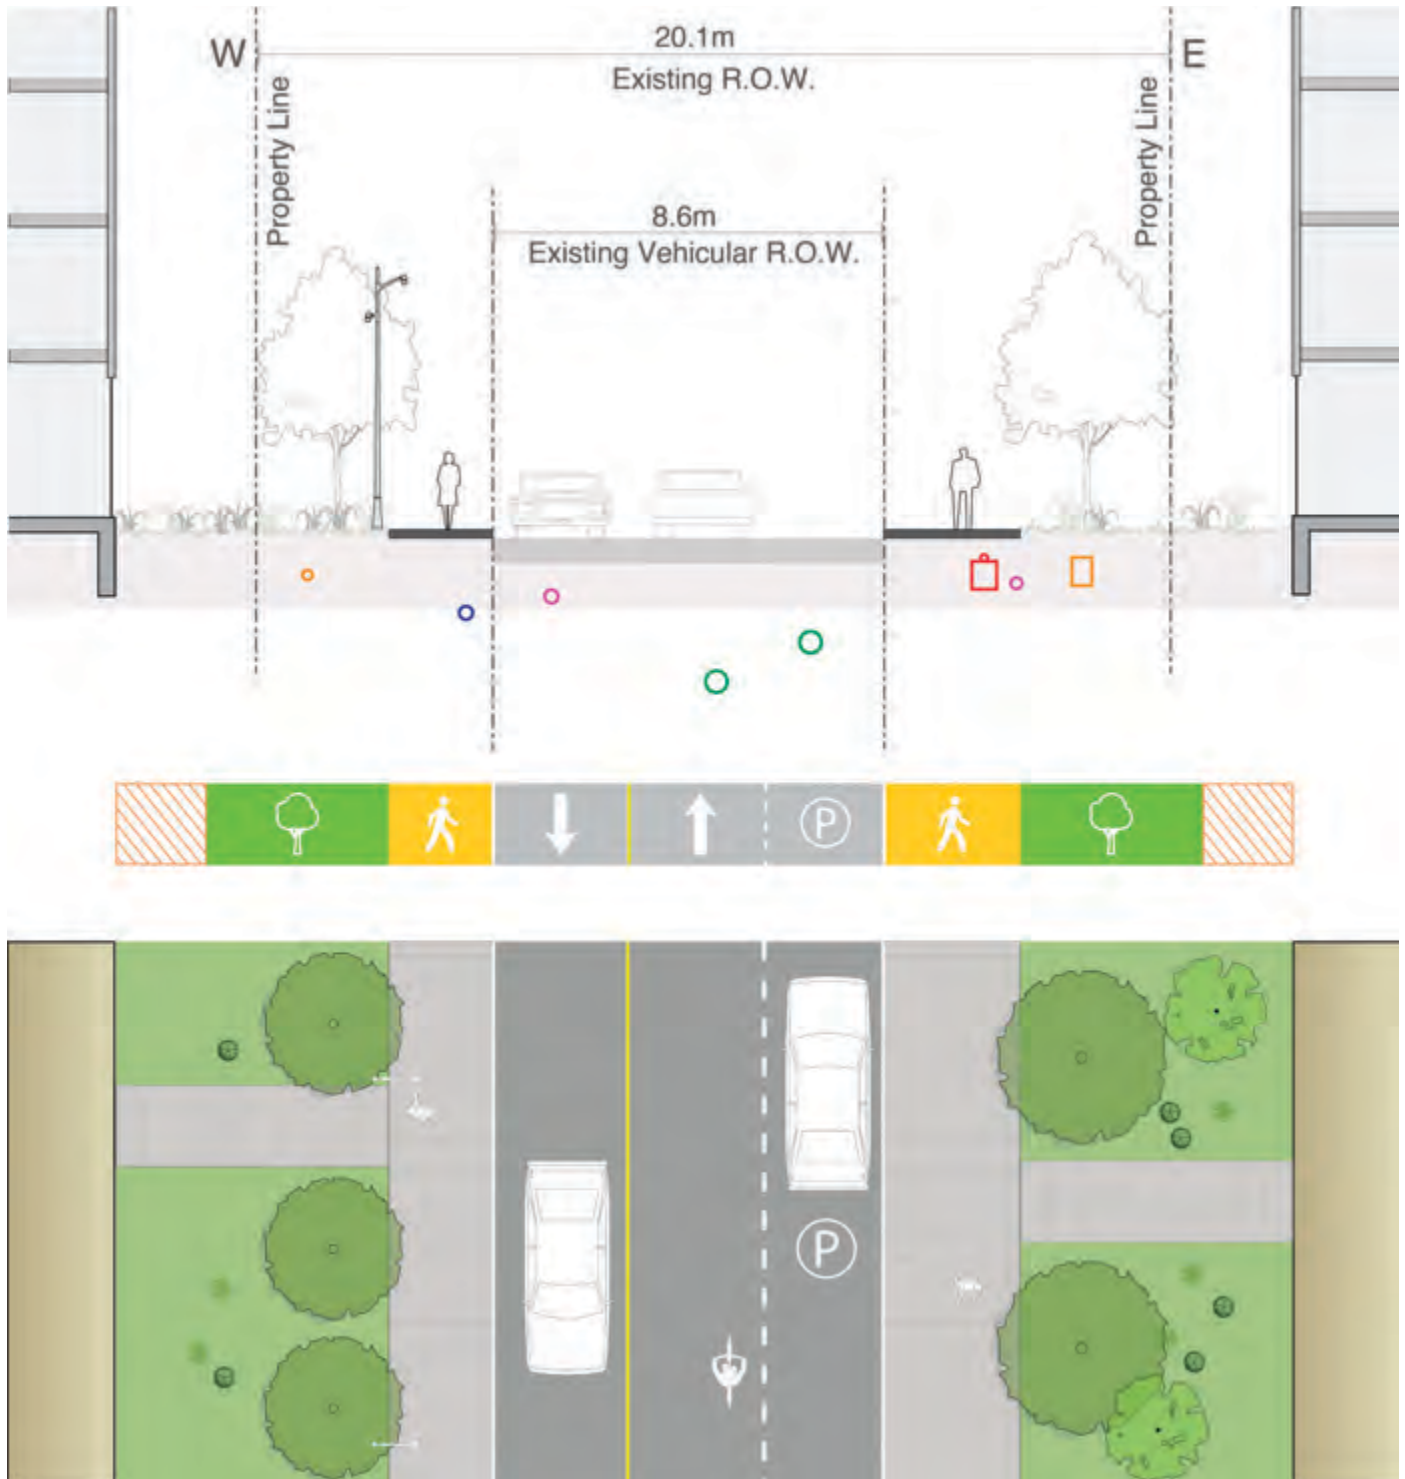 W
20.1m
E
Existing R.O.W.
Property Line
Property Line
8.6m
Existing Vehicular R.O.W.
P
P